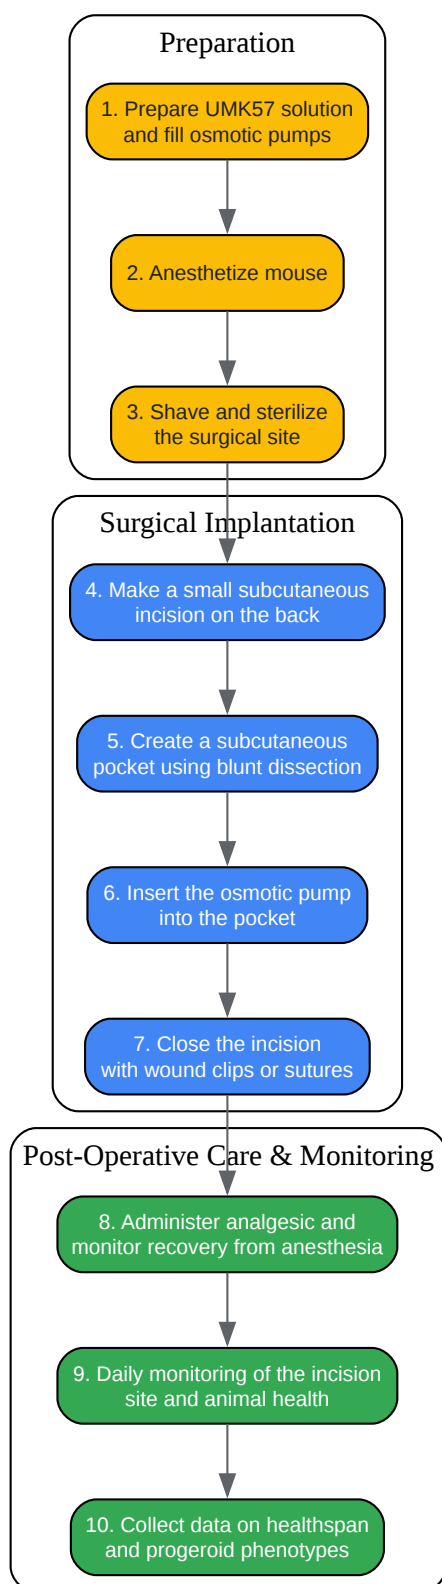 Preparation
1. Prepare UMK57 solution
and fill osmotic pumps
2. Anesthetize mouse
3. Shave and sterilize
the surgical site
Surgical Implantation
4. Make a small subcutaneous
incision on the back
5. Create a subcutaneous
pocket using blunt dissection
6. Insert the osmotic pump
into the pocket
7. Close the incision
with wound clips or sutures
Post-Operative Care & Monitoring
8. Administer analgesic and
monitor recovery from anesthesia
9. Daily monitoring of the incision
site and animal health
10. Collect data on healthspan
and progeroid phenotypes